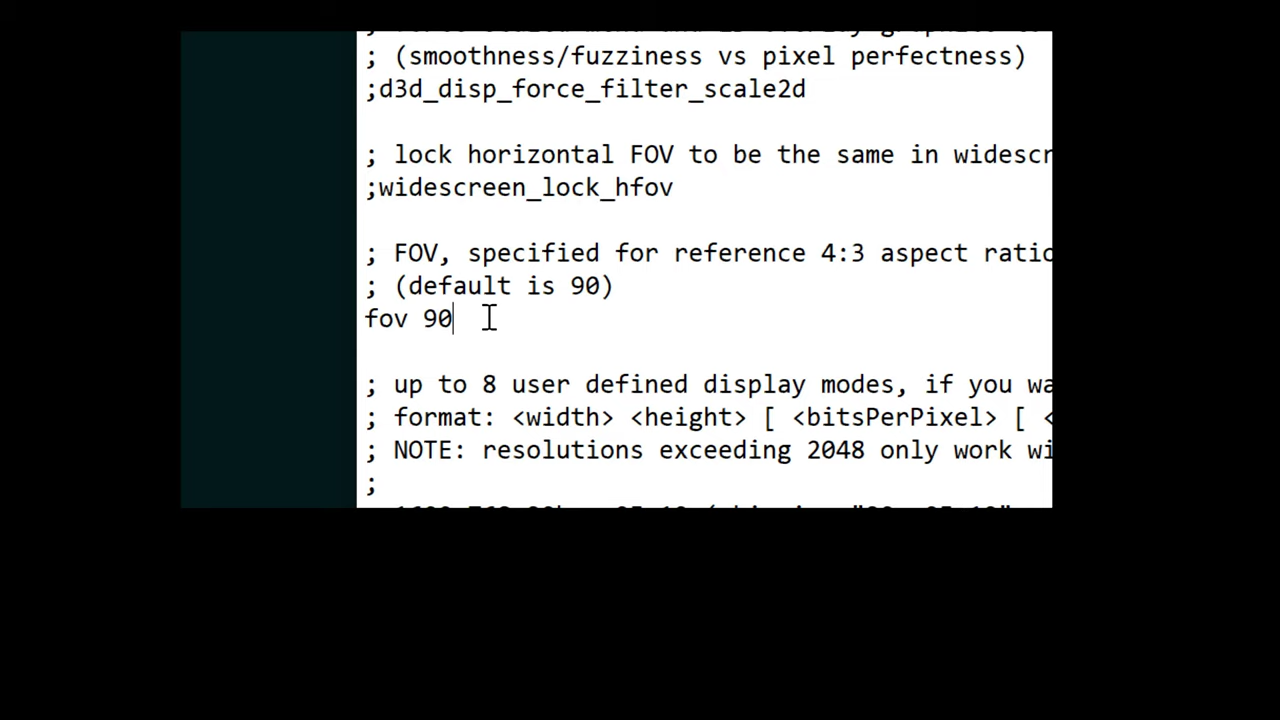 ; (smoothness/fuzziness vs pixel perfectness)
;d3d_disp_force_filter_scale2d
; lock horizontal FOV to be the same in widescr
;widescreen_lock_hfov
; FOV, specified for reference 4:3 aspect ratio
; (default is 90)
fov 90
; up to 8 user defined display modes, if you wa
; format: <width> <height> [ <bitsPerPixel> [ <
; NOTE: resolutions exceeding 2048 only work wi
;